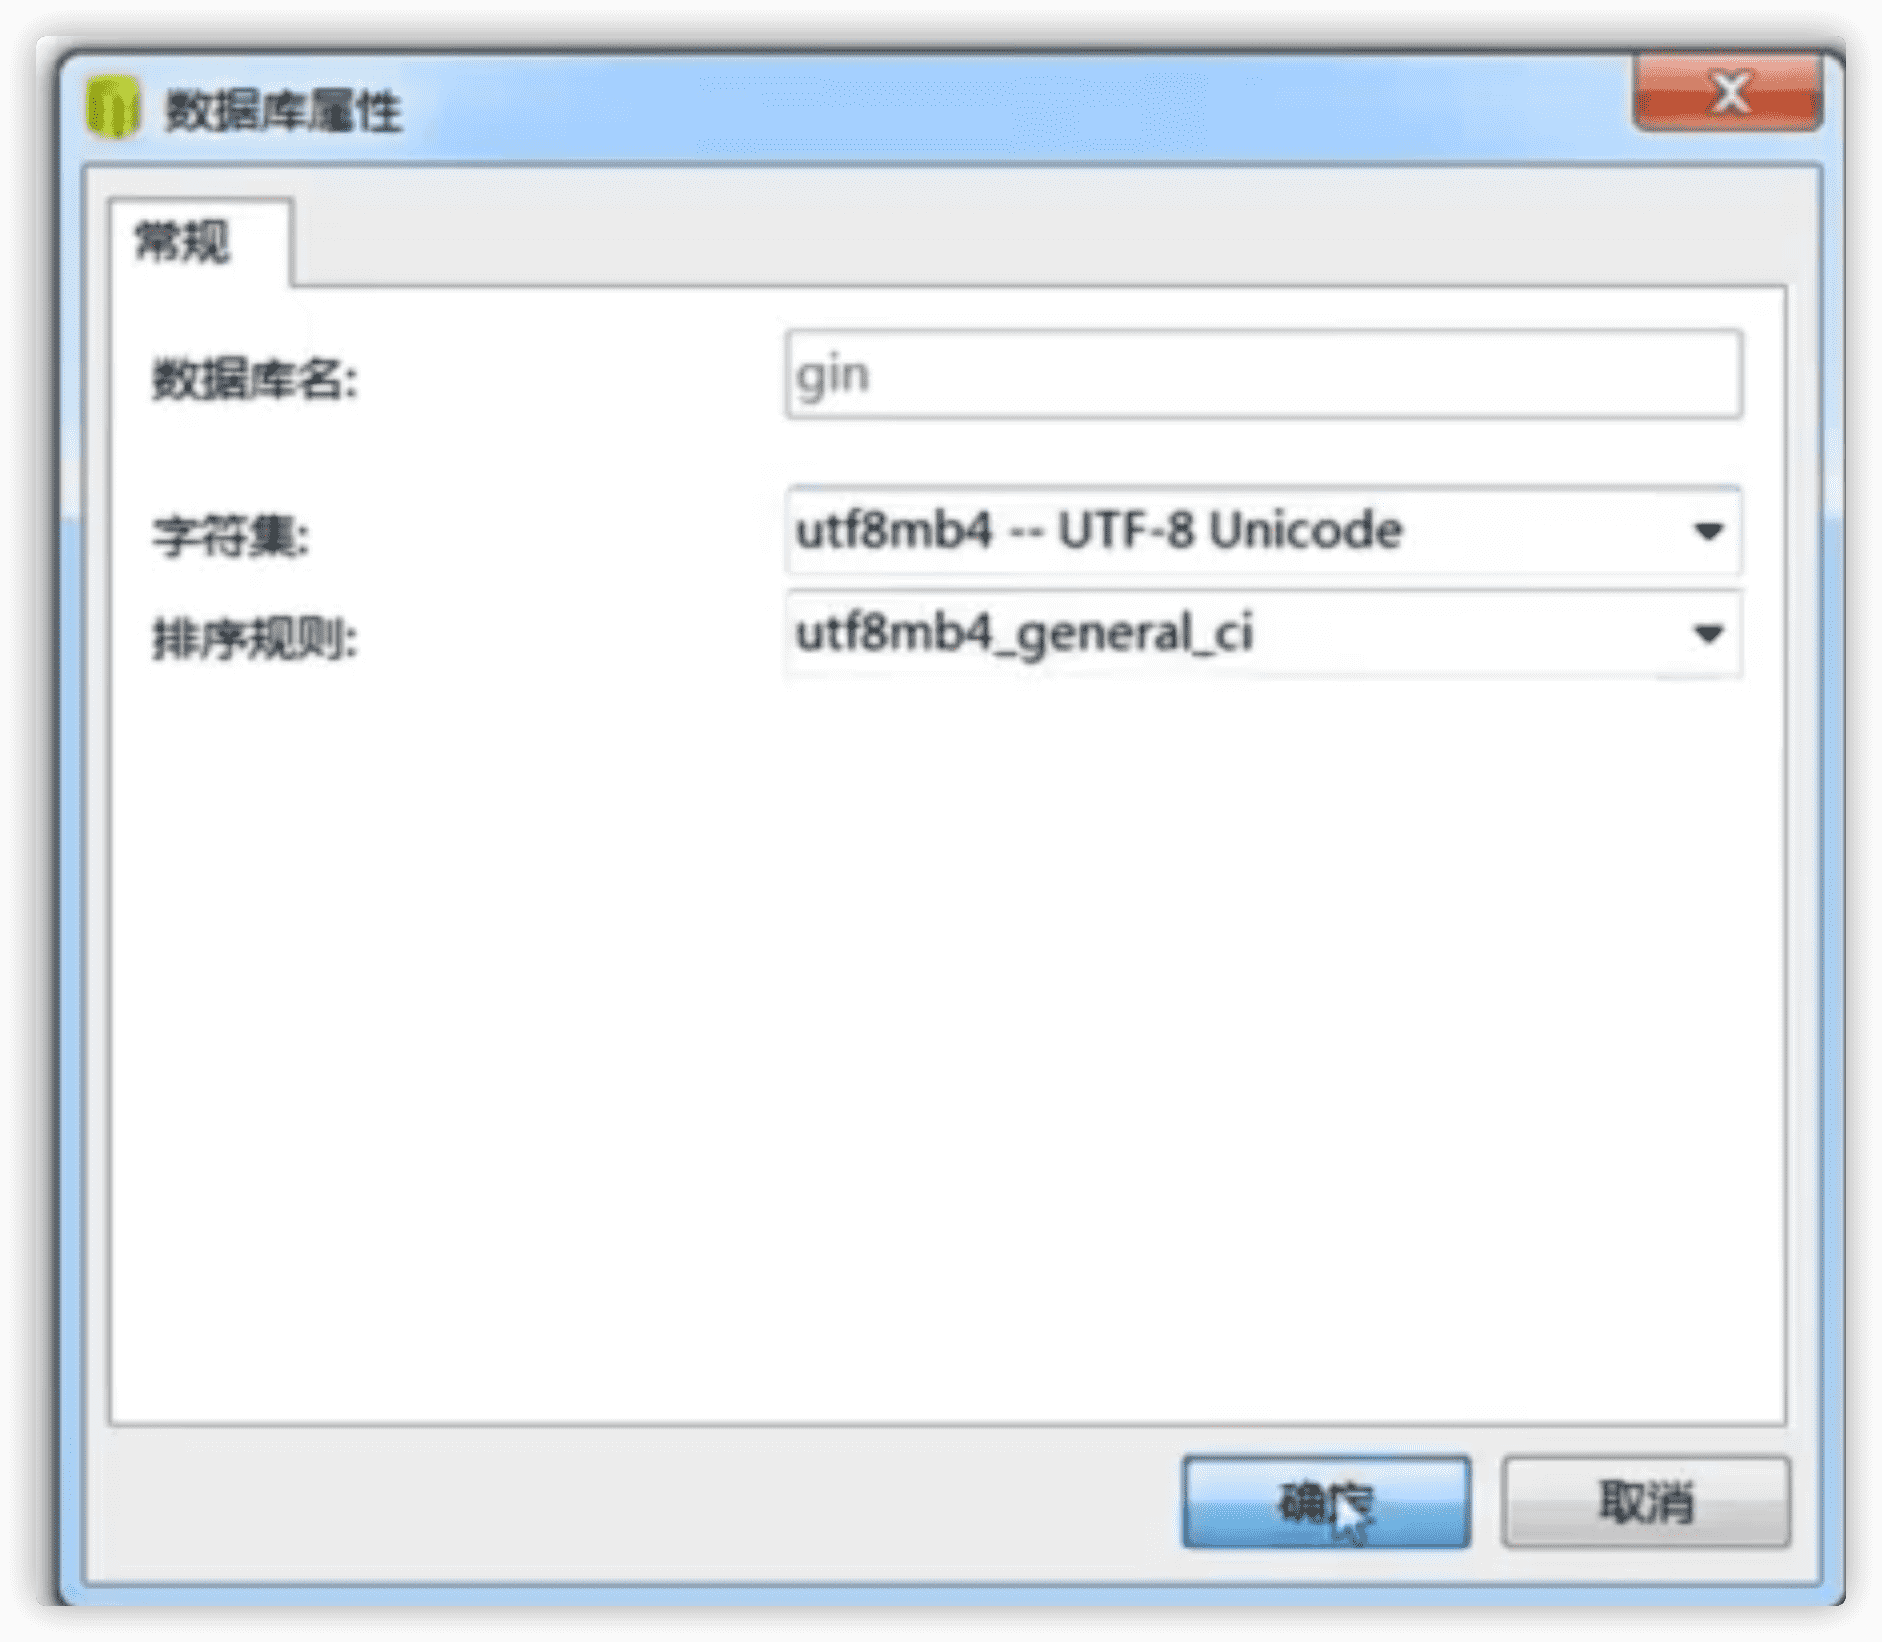 数据库属性
常规
数据库名: gin
字符集: utf8mb4 -- UTF-8 Unicode
排序规则: utf8mb4_general_ci
确定 取消